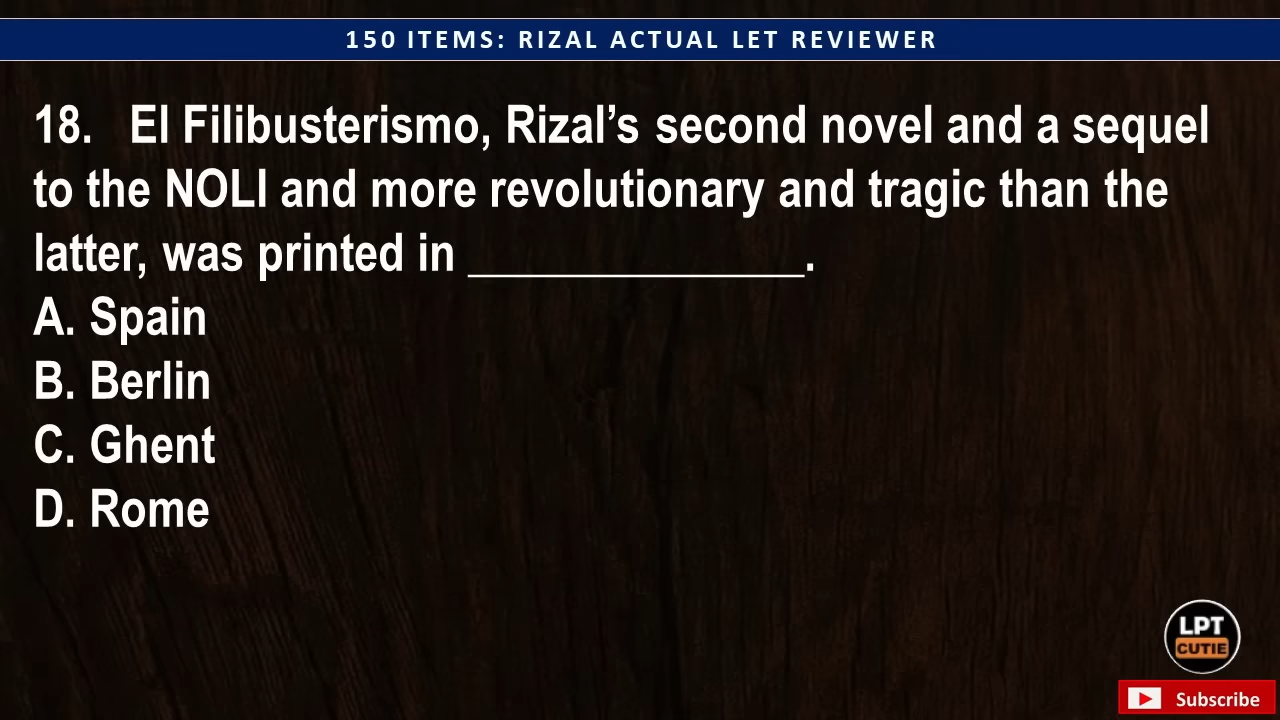 150 ITEMS: RIZAL ACTUAL LET REVIEWER
18. El Filibusterismo, Rizal’s second novel and a sequel
to the NOLI and more revolutionary and tragic than the
latter, was printed in _______________.
A. Spain
B. Berlin
C. Ghent
D. Rome
LPT
CUTIE
Subscribe